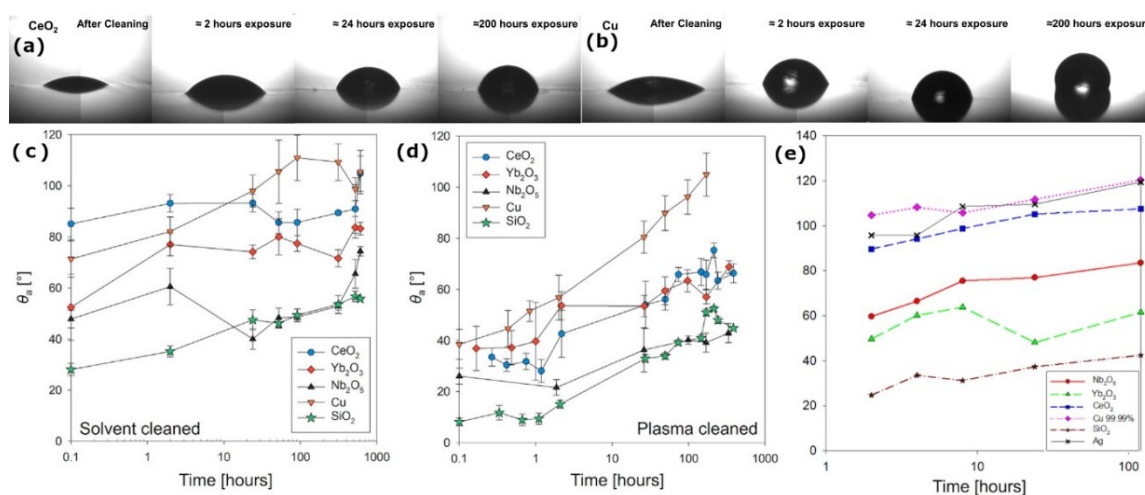 CeO₂ After Cleaning ≈ 2 hours exposure ≈ 24 hours exposure ≈200 hours exposure
(a)
Cu After Cleaning ≈ 2 hours exposure ≈ 24 hours exposure ≈200 hours exposure
(b)
(c)
120
100
80
60
40
20
0
θa [°]
CeO₂
Yb₂O₃
Nb₂O₅
Cu
SiO₂
Solvent cleaned
0.1 1 10 100 1000
Time [hours]
(d)
120
100
80
60
40
20
0
θa [°]
CeO₂
Yb₂O₃
Nb₂O₅
Cu
SiO₂
Plasma cleaned
0.1 1 10 100 1000
Time [hours]
(e)
140
120
100
80
60
40
20
0
Nb₂O₅
Yb₂O₃
CeO₂
Cu 99.99%
SiO₂
Ag
1 10 100
Time [hours]